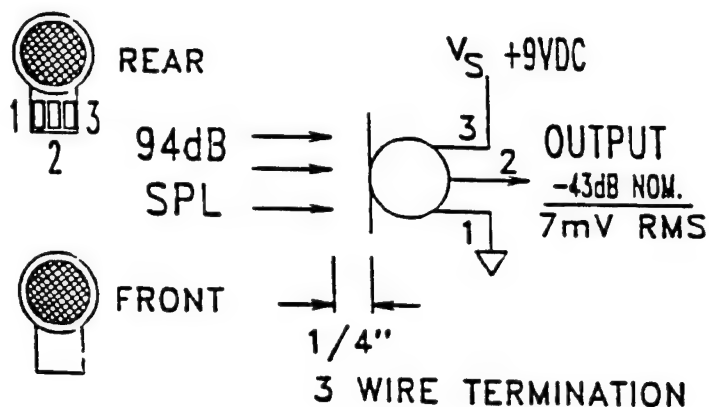 REAR
1 3
2
94dB
SPL
V_S +9VDC
3
2
1
OUTPUT
-43dB NOM.
7mV RMS
FRONT
1/4"
3 WIRE TERMINATION